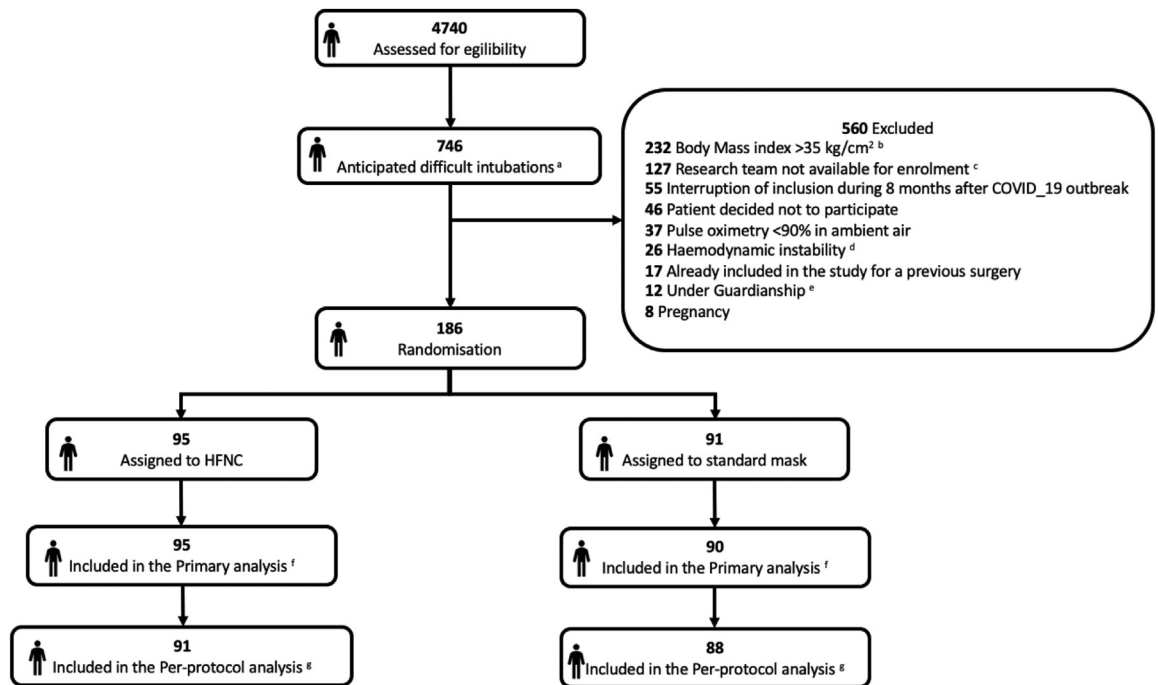 4740
Assessed for egilibility
746
Anticipated difficult intubations ᵃ
560 Excluded
232 Body Mass index >35 kg/cm² ᵇ
127 Research team not available for enrolment ᶜ
55 Interruption of inclusion during 8 months after COVID_19 outbreak
46 Patient decided not to participate
37 Pulse oximetry <90% in ambient air
26 Haemodynamic instability ᵈ
17 Already included in the study for a previous surgery
12 Under Guardianship ᵉ
8 Pregnancy
186
Randomisation
95
Assigned to HFNC
91
Assigned to standard mask
95
Included in the Primary analysis ᶠ
90
Included in the Primary analysis ᶠ
91
Included in the Per-protocol analysis ᵍ
88
Included in the Per-protocol analysis ᵍ